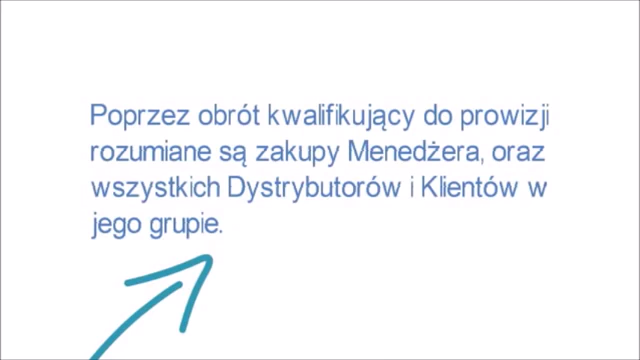 Poprzez obrót kwalifikujący do prowizji
rozumiane są zakupy Menedżera, oraz
wszystkich Dystrybutorów i Klientów w
jego grupie.